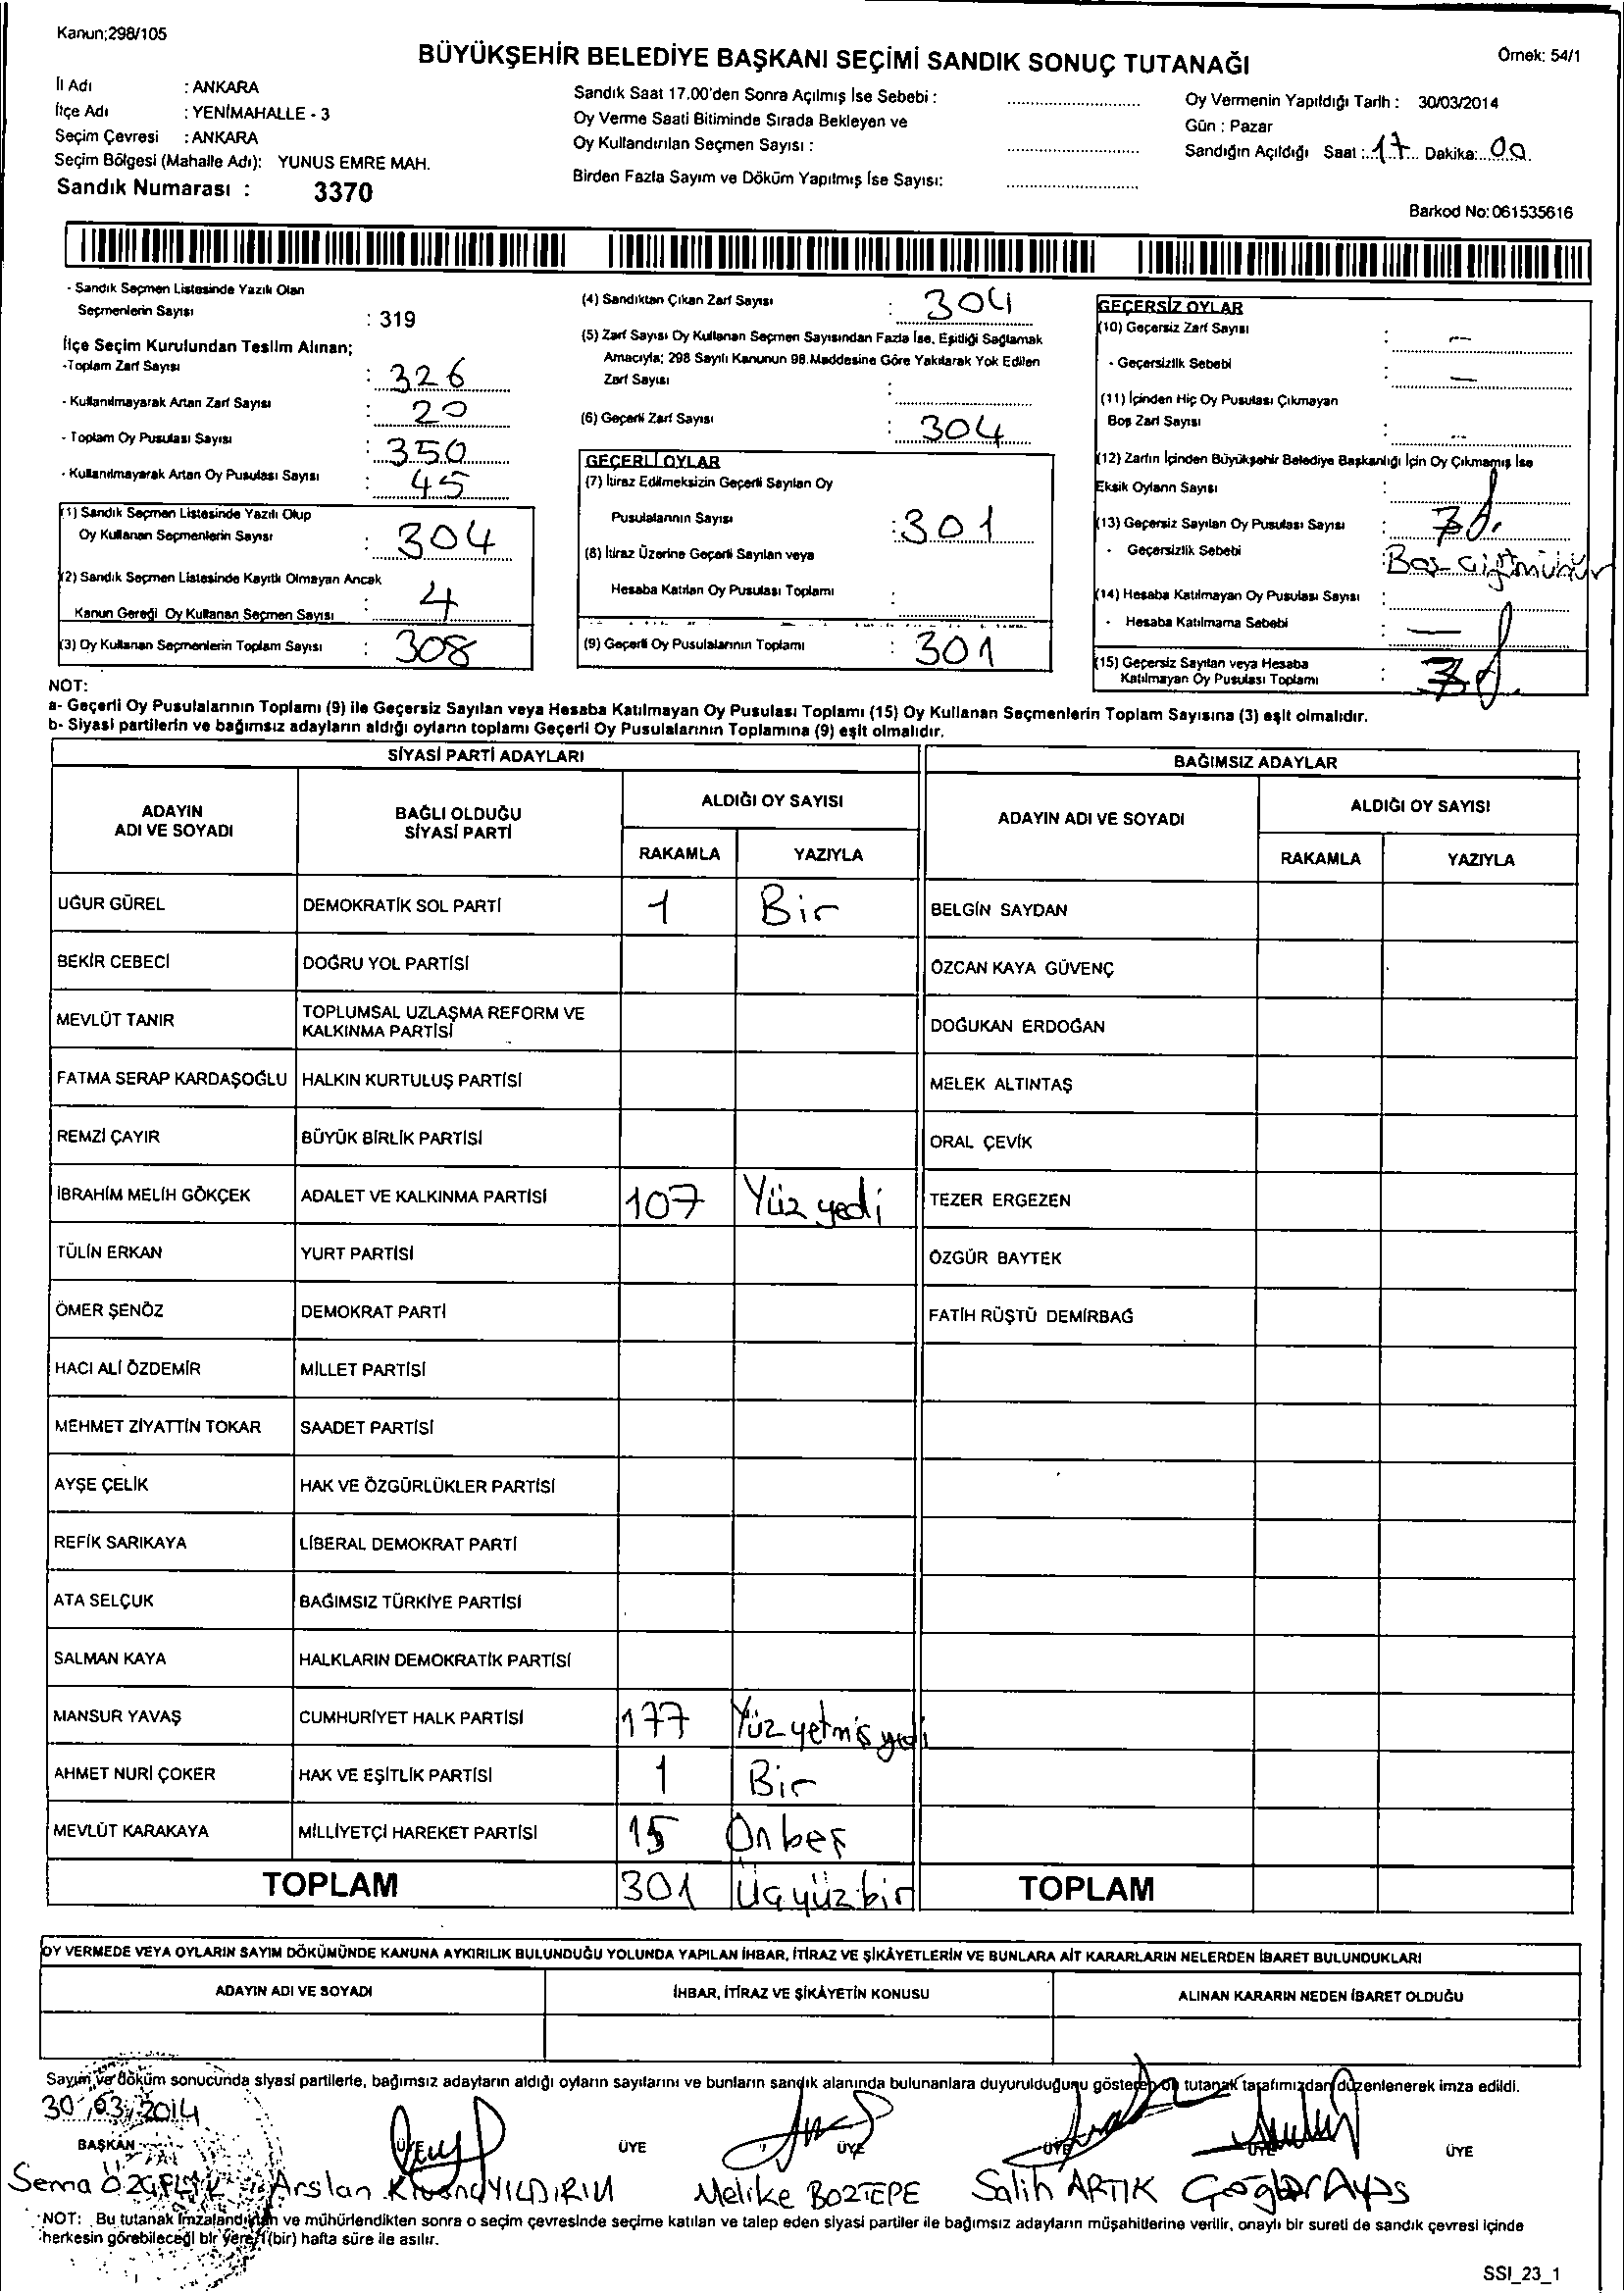 Kanun;298/105
BÜYÜKŞEHİR BELEDİYE BAŞKANI SEÇİMİ SANDIK SONUÇ TUTANAĞI
Örnek: 54/1
İl Adı : ANKARA
İlçe Adı : YENİMAHALLE - 3
Seçim Çevresi : ANKARA
Seçim Bölgesi (Mahalle Adı): YUNUS EMRE MAH.
Sandık Numarası : 3370
Sandık Saat 17.00'den Sonra Açılmış İse Sebebi :
Oy Verme Saati Bitiminde Sırada Bekleyen ve
Oy Kullandırılan Seçmen Sayısı :
Birden Fazla Sayım ve Döküm Yapılmış İse Sayısı:
Oy Vermenin Yapıldığı Tarih : 30/03/2014
Gün : Pazar
Sandığın Açıldığı Saat : 17 Dakika: 00
Barkod No: 061535616
- Sandık Seçmen Listesinde Yazılı Olan
Seçmenlerin Sayısı : 319
İlçe Seçim Kurulundan Teslim Alınan;
-Toplam Zarf Sayısı : 326
- Kullanılmayarak Artan Zarf Sayısı : 20
- Toplam Oy Pusulası Sayısı : 350
- Kullanılmayarak Artan Oy Pusulası Sayısı : 45
(1) Sandık Seçmen Listesinde Yazılı Olup
Oy Kullanan Seçmenlerin Sayısı : 304
(2) Sandık Seçmen Listesinde Kayıtlı Olmayan Ancak
Kanun Gereği Oy Kullanan Seçmen Sayısı : 4
(3) Oy Kullanan Seçmenlerin Toplam Sayısı : 308
(4) Sandıktan Çıkan Zarf Sayısı : 304
(5) Zarf Sayısı Oy Kullanan Seçmen Sayısından Fazla İse, Eşitliği Sağlamak
Amacıyla; 298 Sayılı Kanunun 98.Maddesine Göre Yakılarak Yok Edilen
Zarf Sayısı :
(6) Geçerli Zarf Sayısı : 304
GEÇERLİ OYLAR
(7) İtiraz Edilmeksizin Geçerli Sayılan Oy
Pusulalarının Sayısı : 301
(8) İtiraz Üzerine Geçerli Sayılan veya
Hesaba Katılan Oy Pusulası Toplamı :
(9) Geçerli Oy Pusulalarının Toplamı : 301
GEÇERSİZ OYLAR
(10) Geçersiz Zarf Sayısı : -
- Geçersizlik Sebebi : -
(11) İçinden Hiç Oy Pusulası Çıkmayan
Boş Zarf Sayısı : --
(12) Zarfın İçinden Büyükşehir Belediye Başkanlığı İçin Oy Çıkmamış İse
Eksik Oyların Sayısı :
(13) Geçersiz Sayılan Oy Pusulası Sayısı : 3
- Geçersizlik Sebebi :
(14) Hesaba Katılmayan Oy Pusulası Sayısı :
- Hesaba Katılmama Sebebi : -
(15) Geçersiz Sayılan veya Hesaba
Katılmayan Oy Pusulası Toplamı : 3
NOT:
a- Geçerli Oy Pusulalarının Toplamı (9) ile Geçersiz Sayılan veya Hesaba Katılmayan Oy Pusulası Toplamı (15) Oy Kullanan Seçmenlerin Toplam Sayısına (3) eşit olmalıdır.
b- Siyasi partilerin ve bağımsız adayların aldığı oyların toplamı Geçerli Oy Pusulalarının Toplamına (9) eşit olmalıdır.
SİYASİ PARTİ ADAYLARI
ADAYIN ADI VE SOYADI BAĞLI OLDUĞU SİYASİ PARTİ ALDIĞI OY SAYISI RAKAMLA YAZIYLA
UĞUR GÜREL DEMOKRATİK SOL PARTİ 1 Bir
BEKİR CEBECİ DOĞRU YOL PARTİSİ
MEVLÜT TANIR TOPLUMSAL UZLAŞMA REFORM VE KALKINMA PARTİSİ
FATMA SERAP KARDAŞOĞLU HALKIN KURTULUŞ PARTİSİ
REMZİ ÇAYIR BÜYÜK BİRLİK PARTİSİ
İBRAHİM MELİH GÖKÇEK ADALET VE KALKINMA PARTİSİ 107 Yüz yedi
TÜLİN ERKAN YURT PARTİSİ
ÖMER ŞENÖZ DEMOKRAT PARTİ
HACI ALİ ÖZDEMİR MİLLET PARTİSİ
MEHMET ZİYATTİN TOKAR SAADET PARTİSİ
AYŞE ÇELİK HAK VE ÖZGÜRLÜKLER PARTİSİ
REFİK SARIKAYA LİBERAL DEMOKRAT PARTİ
ATA SELÇUK BAĞIMSIZ TÜRKİYE PARTİSİ
SALMAN KAYA HALKLARIN DEMOKRATİK PARTİSİ
MANSUR YAVAŞ CUMHURİYET HALK PARTİSİ 177 Yüz yetmiş yedi
AHMET NURİ ÇOKER HAK VE EŞİTLİK PARTİSİ 1 Bir
MEVLÜT KARAKAYA MİLLİYETÇİ HAREKET PARTİSİ 15 Onbeş
TOPLAM 301 Üçyüzbir
BAĞIMSIZ ADAYLAR
ADAYIN ADI VE SOYADI ALDIĞI OY SAYISI RAKAMLA YAZIYLA
BELGİN SAYDAN
ÖZCAN KAYA GÜVENÇ
DOĞUKAN ERDOĞAN
MELEK ALTINTAŞ
ORAL ÇEVİK
TEZER ERGEZEN
ÖZGÜR BAYTEK
FATİH RÜŞTÜ DEMİRBAĞ
TOPLAM
OY VERMEDE VEYA OYLARIN SAYIM DÖKÜMÜNDE KANUNA AYKIRILIK BULUNDUĞU YOLUNDA YAPILAN İHBAR, İTİRAZ VE ŞİKÂYETLERİN VE BUNLARA AİT KARARLARIN NELERDEN İBARET BULUNDUKLARI
ADAYIN ADI VE SOYADI İHBAR, İTİRAZ VE ŞİKÂYETİN KONUSU ALINAN KARARIN NEDEN İBARET OLDUĞU
Sayım ve döküm sonucunda siyasi partilerle, bağımsız adayların aldığı oyların sayılarını ve bunların sandık alanında bulunanlara duyurulduğunu gösteren tutanak tarafımızdan düzenlenerek imza edildi.
30/03/2014
BAŞKAN ÜYE ÜYE ÜYE ÜYE ÜYE ÜYE
Sema Arslan YILDIRIM Melike BOZTEPE Salih ARTIK
NOT: Bu tutanak imzalandıktan ve mühürlendikten sonra o seçim çevresinde seçime katılan ve talep eden siyasi partiler ile bağımsız adayların müşahitlerine verilir, onaylı bir sureti de sandık çevresi içinde
herkesin görebileceği bir yere 1(bir) hafta süre ile asılır.
SSI_23_1